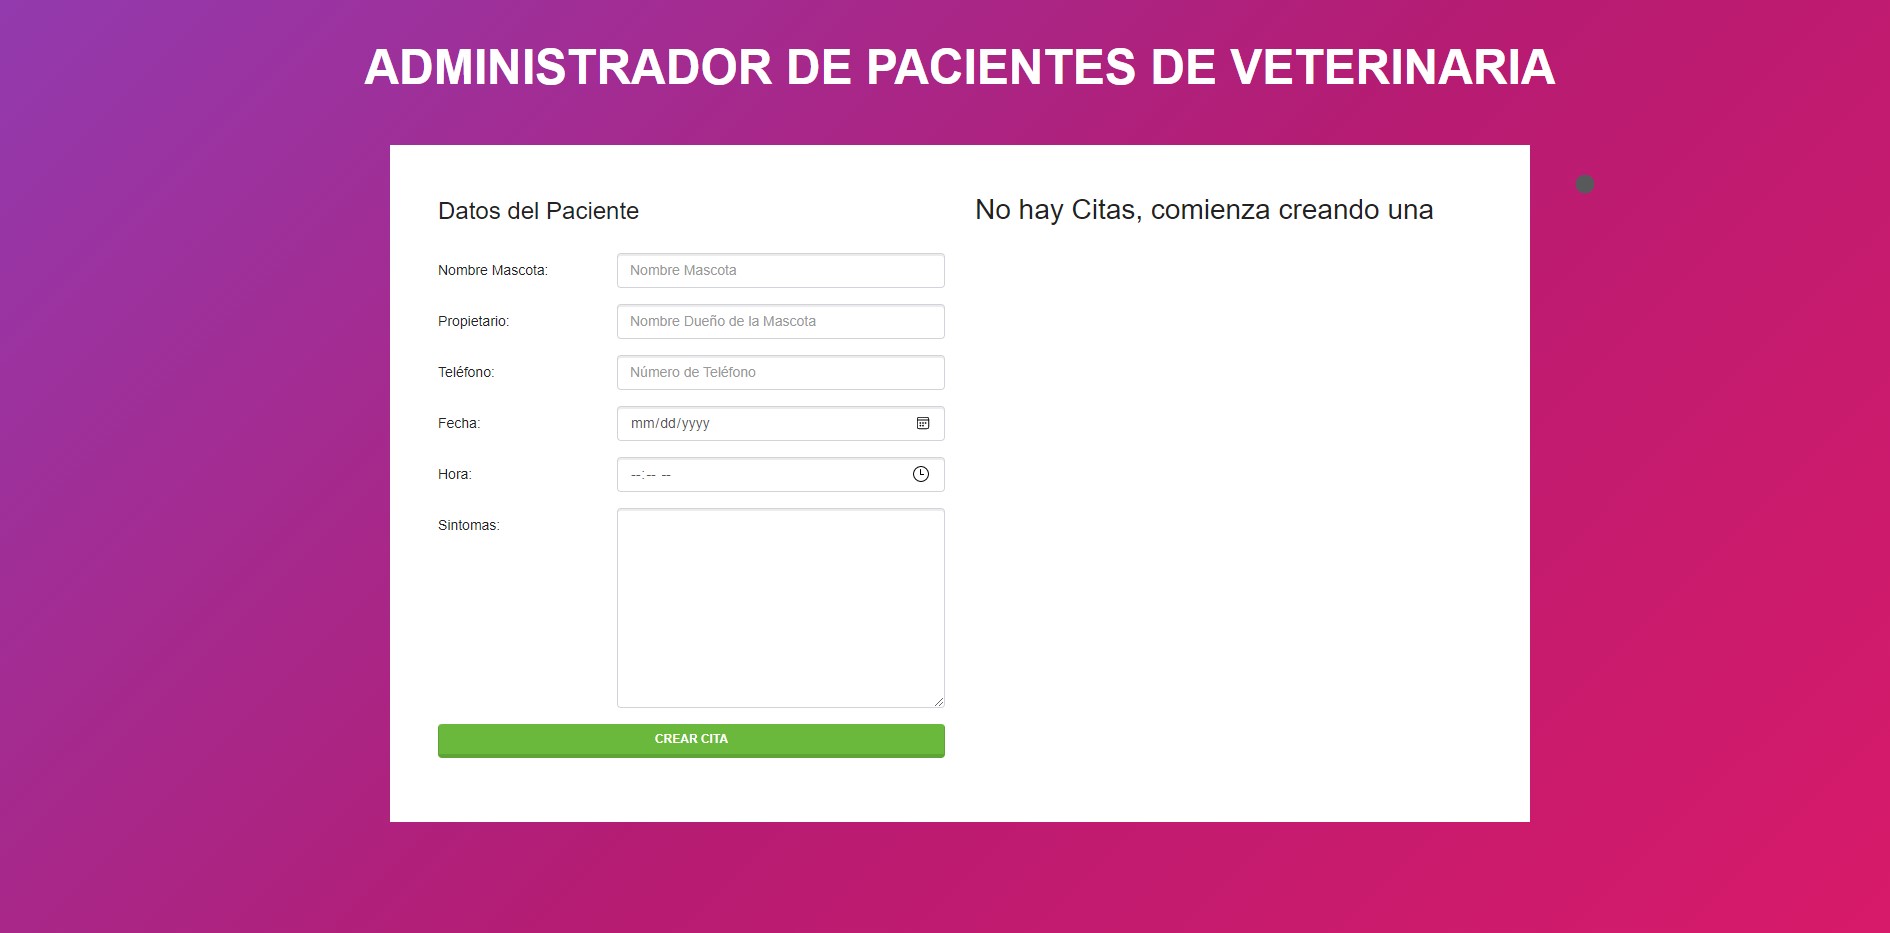 ADMINISTRADOR DE PACIENTES DE VETERINARIA
Datos del Paciente
Nombre Mascota:
Nombre Mascota
Propietario:
Nombre Dueño de la Mascota
Teléfono:
Número de Teléfono
Fecha:
mm/dd/yyyy
Hora:
--:-- --
Sintomas:
CREAR CITA
No hay Citas, comienza creando una